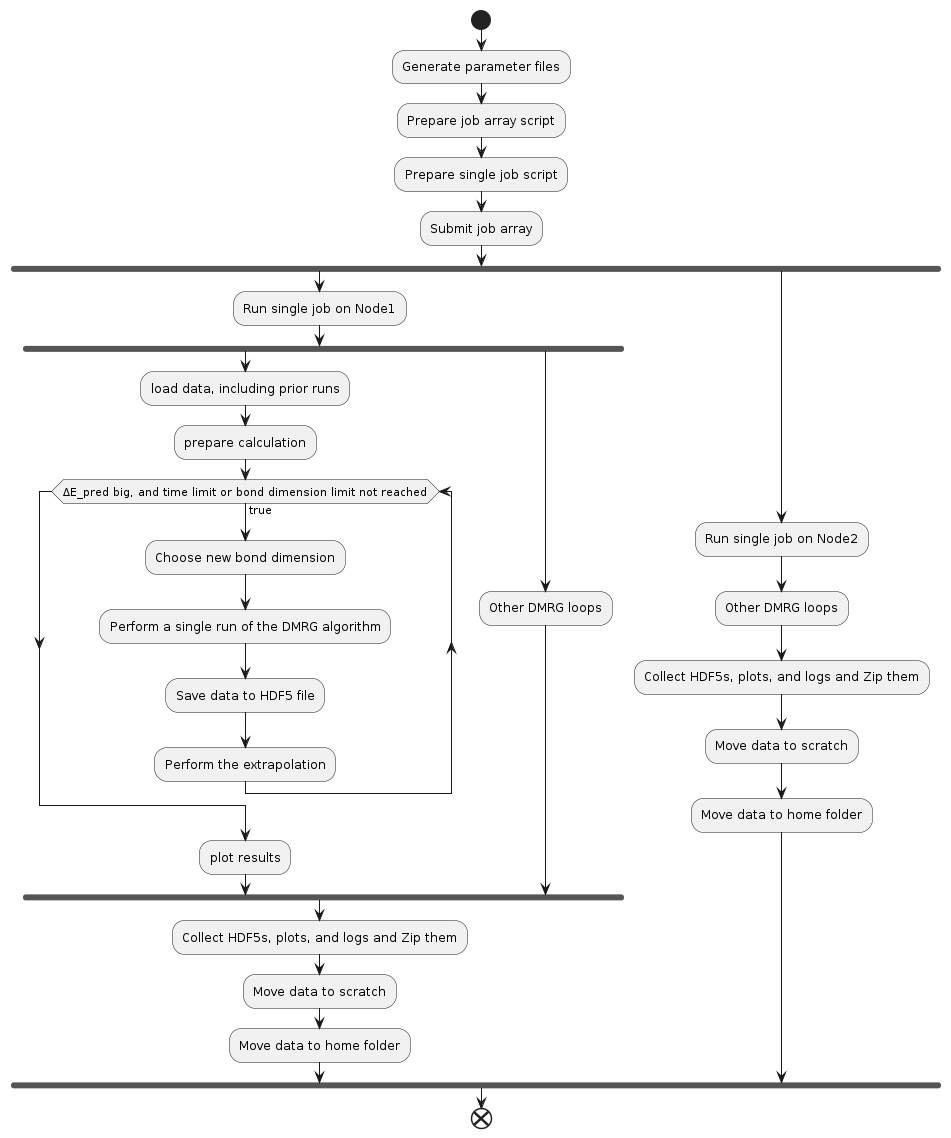 Generate parameter files
Prepare job array script
Prepare single job script
Submit job array
Run single job on Node1
load data, including prior runs
prepare calculation
ΔE_pred big, and time limit or bond dimension limit not reached
true
Choose new bond dimension
Perform a single run of the DMRG algorithm
Save data to HDF5 file
Perform the extrapolation
plot results
Other DMRG loops
Collect HDF5s, plots, and logs and Zip them
Move data to scratch
Move data to home folder
Run single job on Node2
Other DMRG loops
Collect HDF5s, plots, and logs and Zip them
Move data to scratch
Move data to home folder